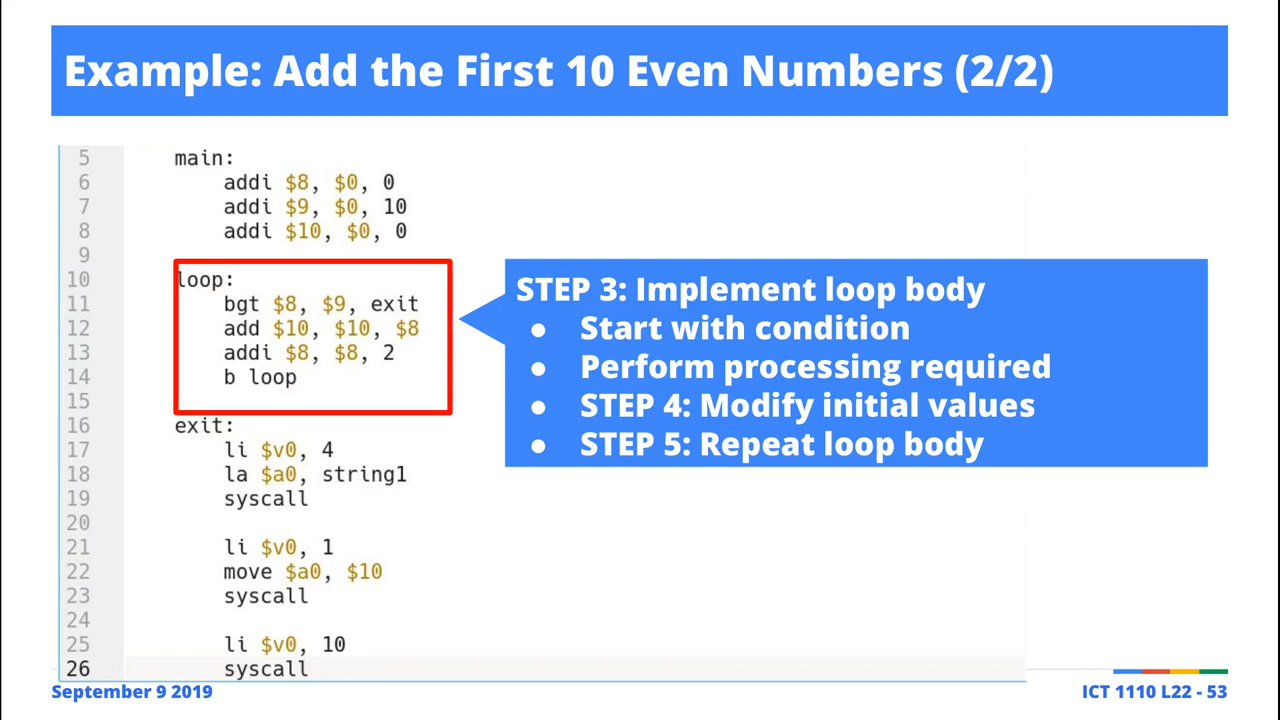 Example: Add the First 10 Even Numbers (2/2)
5 main:
6 addi $8, $0, 0
7 addi $9, $0, 10
8 addi $10, $0, 0
9
10 loop:
11 bgt $8, $9, exit
12 add $10, $10, $8
13 addi $8, $8, 2
14 b loop
15
16 exit:
17 li $v0, 4
18 la $a0, string1
19 syscall
20
21 li $v0, 1
22 move $a0, $10
23 syscall
24
25 li $v0, 10
26 syscall
STEP 3: Implement loop body
● Start with condition
● Perform processing required
● STEP 4: Modify initial values
● STEP 5: Repeat loop body
September 9 2019
ICT 1110 L22 - 53